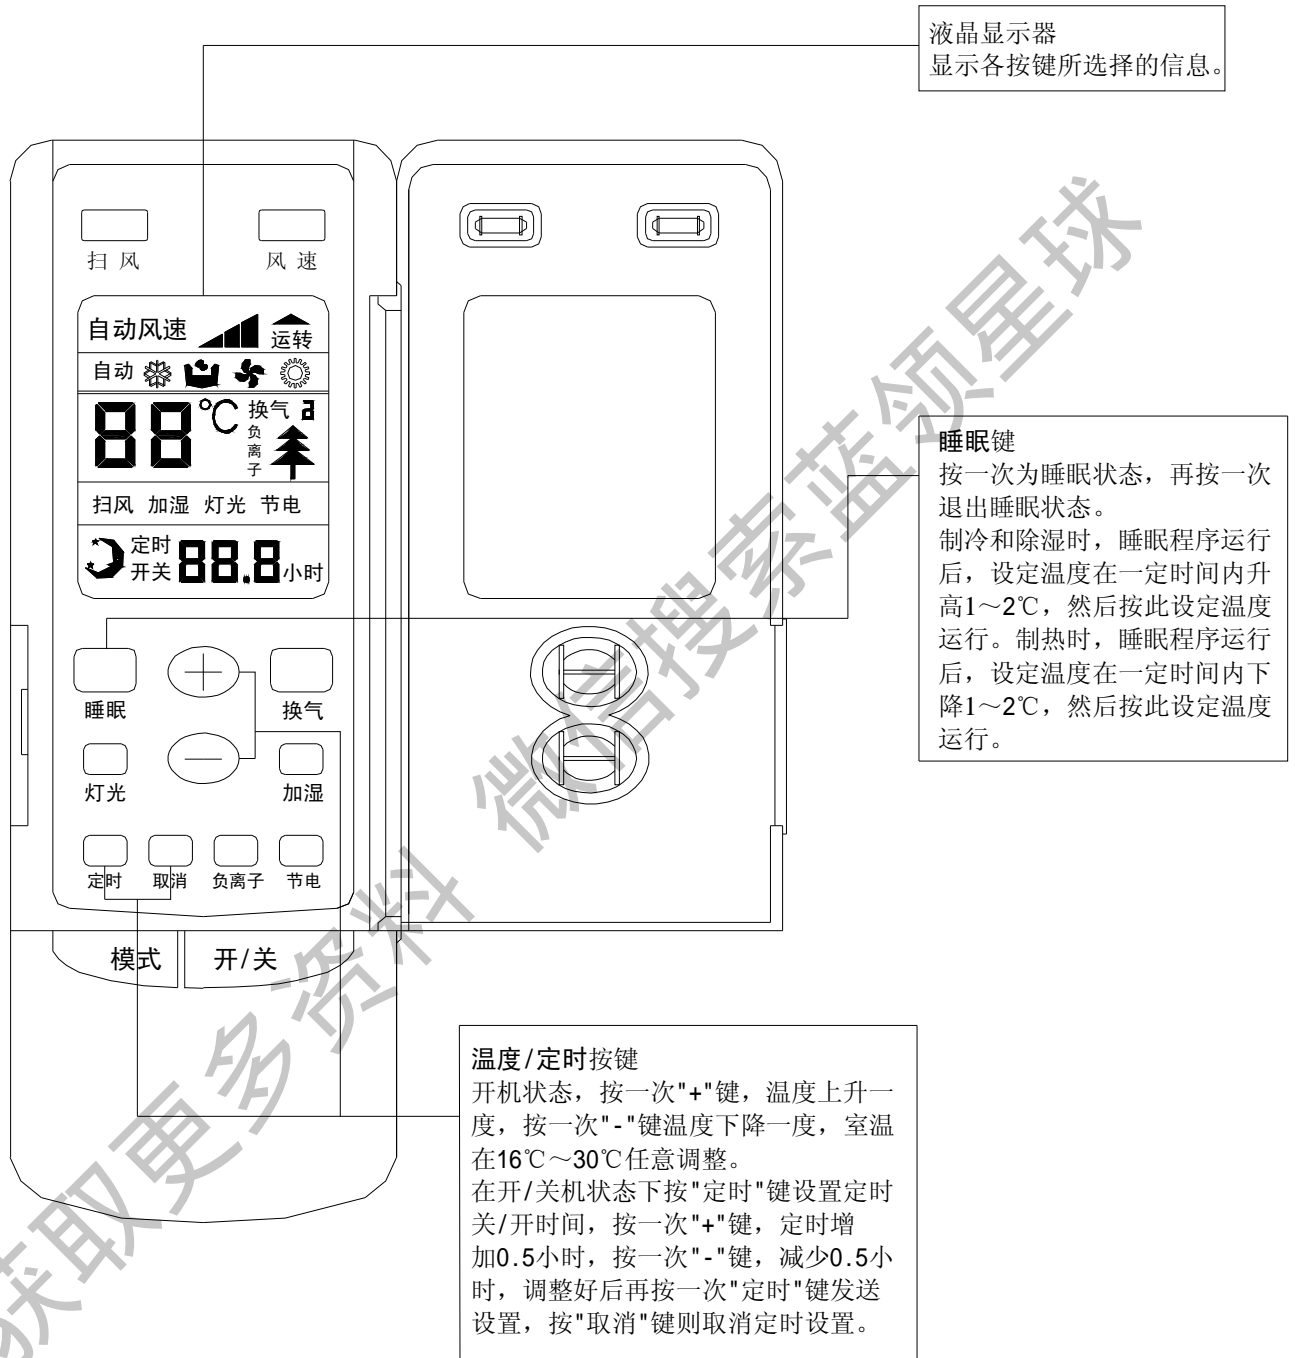 液晶显示器
显示各按键所选择的信息。
扫 风
风 速
自动风速
运转
自动
88℃
换气 a
负
离
子
扫风 加湿 灯光 节电
定时
开关
88.8小时
睡眠
换气
灯光
加湿
定时
取消
负离子
节电
模式
开/关
睡眠键
按一次为睡眠状态，再按一次
退出睡眠状态。
制冷和除湿时，睡眠程序运行
后，设定温度在一定时间内升
高1～2℃，然后按此设定温度
运行。制热时，睡眠程序运行
后，设定温度在一定时间内下
降1～2℃，然后按此设定温度
运行。
温度/定时按键
开机状态，按一次"+"键，温度上升一
度，按一次"-"键温度下降一度，室温
在16℃～30℃任意调整。
在开/关机状态下按"定时"键设置定时
关/开时间，按一次"+"键，定时增
加0.5小时，按一次"-"键，减少0.5小
时，调整好后再按一次"定时"键发送
设置，按"取消"键则取消定时设置。
获取更多资料 微信搜索蓝领星球